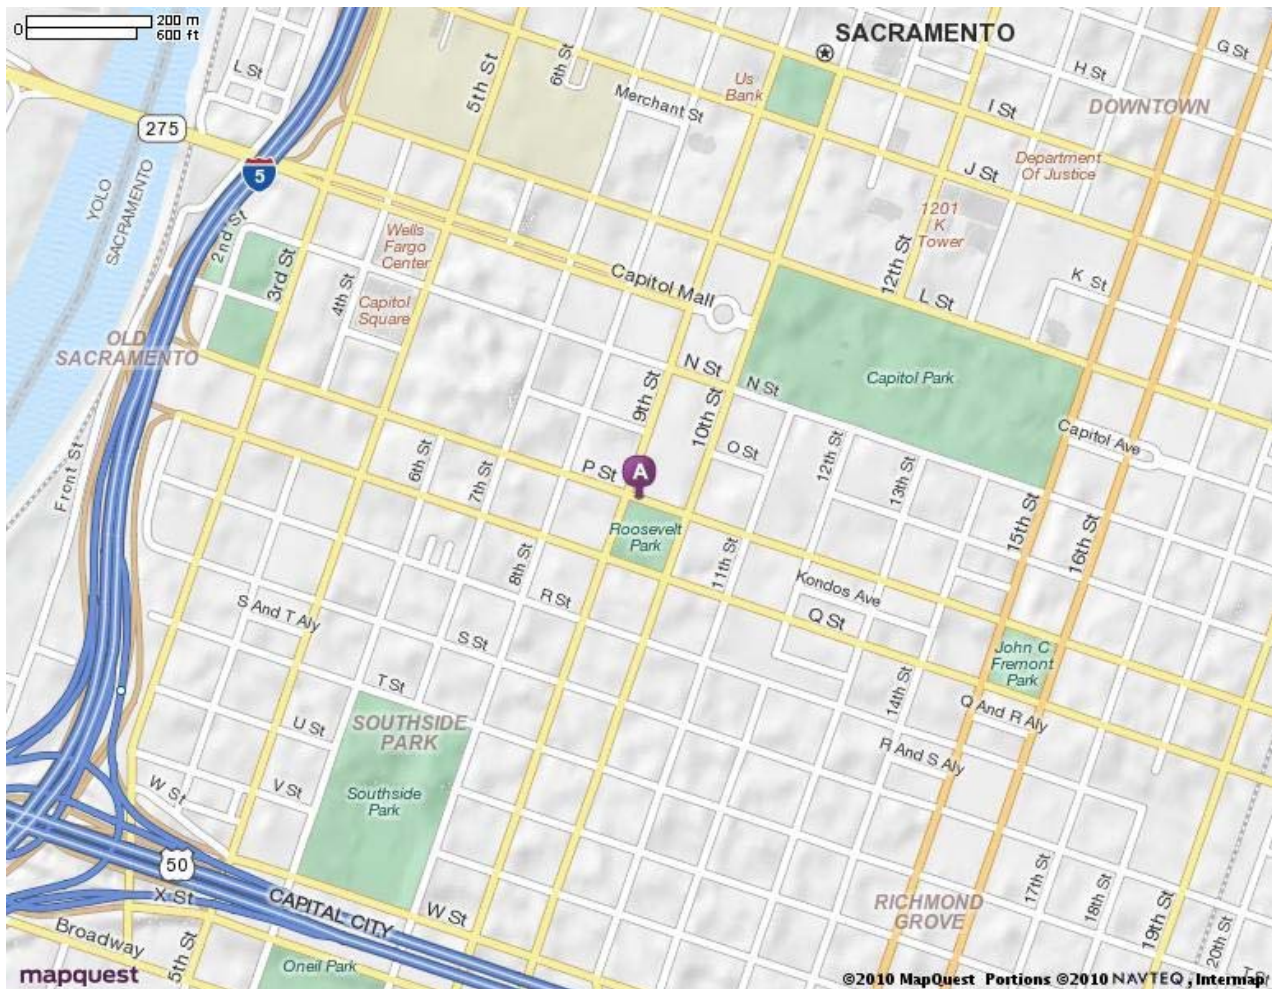 0
200 m
600 ft
SACRAMENTO
L St
5th St
6th St
Us
Bank
G St
H St
Merchant St
I St
DOWNTOWN
275
5
YOLO
SACRAMENTO
J St
Department
Of Justice
1201
K
Tower
2nd St
3rd St
Wells
Fargo
Center
4th St
Capitol
Square
Capitol Mall
12th St
L St
K St
OLD
SACRAMENTO
N St
N St
Capitol Park
9th St
10th St
Capitol Ave
Front St
6th St
7th St
P St
A
O St
12th St
13th St
15th St
16th St
Roosevelt
Park
8th St
11th St
Kondos Ave
R St
Q St
S And T Aly
S St
John C
Fremont
Park
T St
14th St
Q And R Aly
U St
SOUTHSIDE
PARK
R And S Aly
W St
V St
Southside
Park
50
X St
CAPITAL CITY
W St
RICHMOND
GROVE
17th St
18th St
19th St
20th St
Broadway
5th St
Oneil Park
T St
mapquest
©2010 MapQuest Portions ©2010 NAVTEQ, Intermap